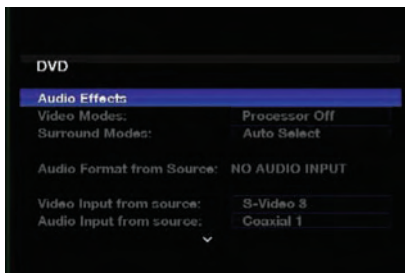 DVD
Audio Effects
Video Modes: Processor Off
Surround Modes: Auto Select
Audio Format from Source: NO AUDIO INPUT
Video Input from source: S-Video 3
Audio Input from source: Coaxial 1